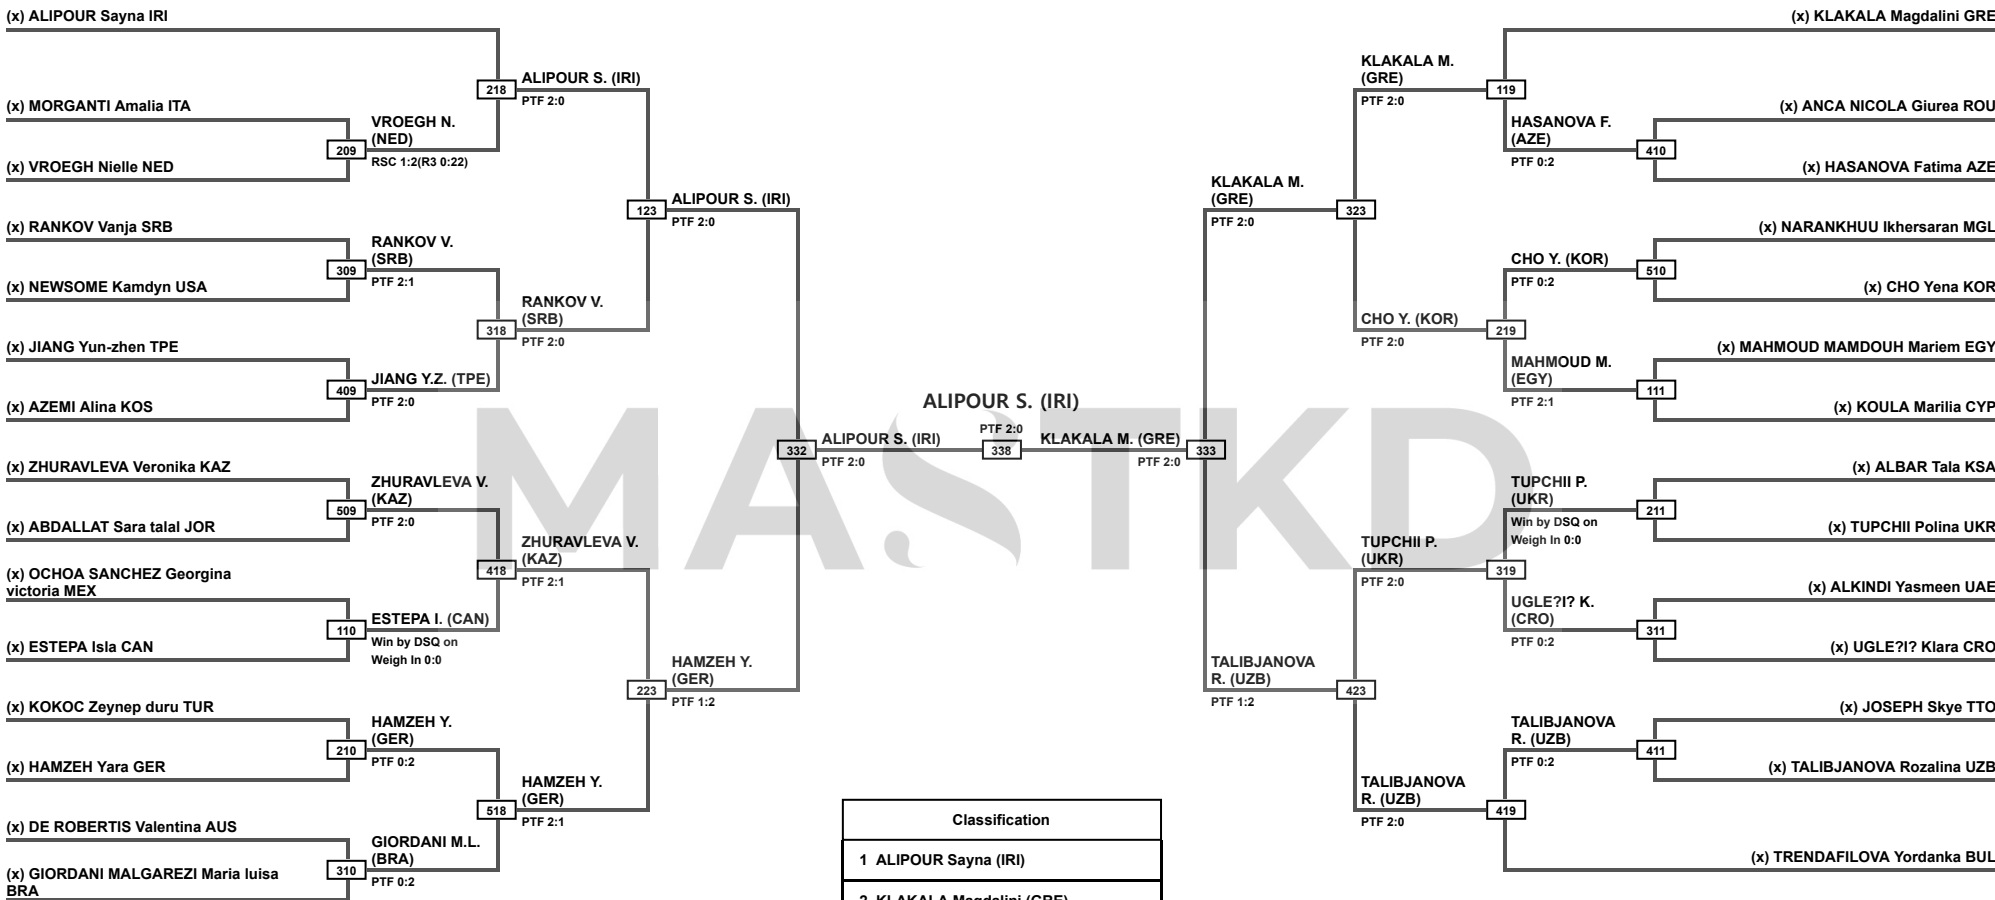 (x) ALIPOUR Sayna IRI
(x) MORGANTI Amalia ITA
(x) VROEGH Nielle NED
(x) RANKOV Vanja SRB
(x) NEWSOME Kamdyn USA
(x) JIANG Yun-zhen TPE
(x) AZEMI Alina KOS
(x) ZHURAVLEVA Veronika KAZ
(x) ABDALLAT Sara talal JOR
(x) OCHOA SANCHEZ Georgina
victoria MEX
(x) ESTEPA Isla CAN
(x) KOKOC Zeynep duru TUR
(x) HAMZEH Yara GER
(x) DE ROBERTIS Valentina AUS
(x) GIORDANI MALGAREZI Maria luisa
BRA
209
VROEGH N.
(NED)
RSC 1:2(R3 0:22)
309
RANKOV V.
(SRB)
PTF 2:1
409
JIANG Y.Z. (TPE)
PTF 2:0
509
ZHURAVLEVA V.
(KAZ)
PTF 2:0
110
ESTEPA I. (CAN)
Win by DSQ on
Weigh In 0:0
210
HAMZEH Y.
(GER)
PTF 0:2
310
GIORDANI M.L.
(BRA)
PTF 0:2
218
ALIPOUR S. (IRI)
PTF 2:0
318
RANKOV V.
(SRB)
PTF 2:0
418
ZHURAVLEVA V.
(KAZ)
PTF 2:1
518
HAMZEH Y.
(GER)
PTF 2:1
123
ALIPOUR S. (IRI)
PTF 2:0
223
HAMZEH Y.
(GER)
PTF 1:2
332
ALIPOUR S. (IRI)
PTF 2:0
ALIPOUR S. (IRI)
PTF 2:0
338
KLAKALA M. (GRE)
PTF 2:0
333
MASTKD
KLAKALA M.
(GRE)
PTF 2:0
323
TALIBJANOVA
R. (UZB)
PTF 1:2
423
KLAKALA M.
(GRE)
PTF 2:0
119
CHO Y. (KOR)
PTF 2:0
219
TUPCHII P.
(UKR)
PTF 2:0
319
TALIBJANOVA
R. (UZB)
PTF 2:0
419
HASANOVA F.
(AZE)
PTF 0:2
410
CHO Y. (KOR)
PTF 0:2
510
MAHMOUD M.
(EGY)
PTF 2:1
111
TUPCHII P.
(UKR)
Win by DSQ on
Weigh In 0:0
211
UGLE?I? K.
(CRO)
PTF 0:2
311
TALIBJANOVA
R. (UZB)
PTF 0:2
411
(x) KLAKALA Magdalini GRE
(x) ANCA NICOLA Giurea ROU
(x) HASANOVA Fatima AZE
(x) NARANKHUU Ikhersaran MGL
(x) CHO Yena KOR
(x) MAHMOUD MAMDOUH Mariem EGY
(x) KOULA Marilia CYP
(x) ALBAR Tala KSA
(x) TUPCHII Polina UKR
(x) ALKINDI Yasmeen UAE
(x) UGLE?I? Klara CRO
(x) JOSEPH Skye TTO
(x) TALIBJANOVA Rozalina UZB
(x) TRENDAFILOVA Yordanka BUL
Classification
1 ALIPOUR Sayna (IRI)
2 KLAKALA Magdalini (GRE)